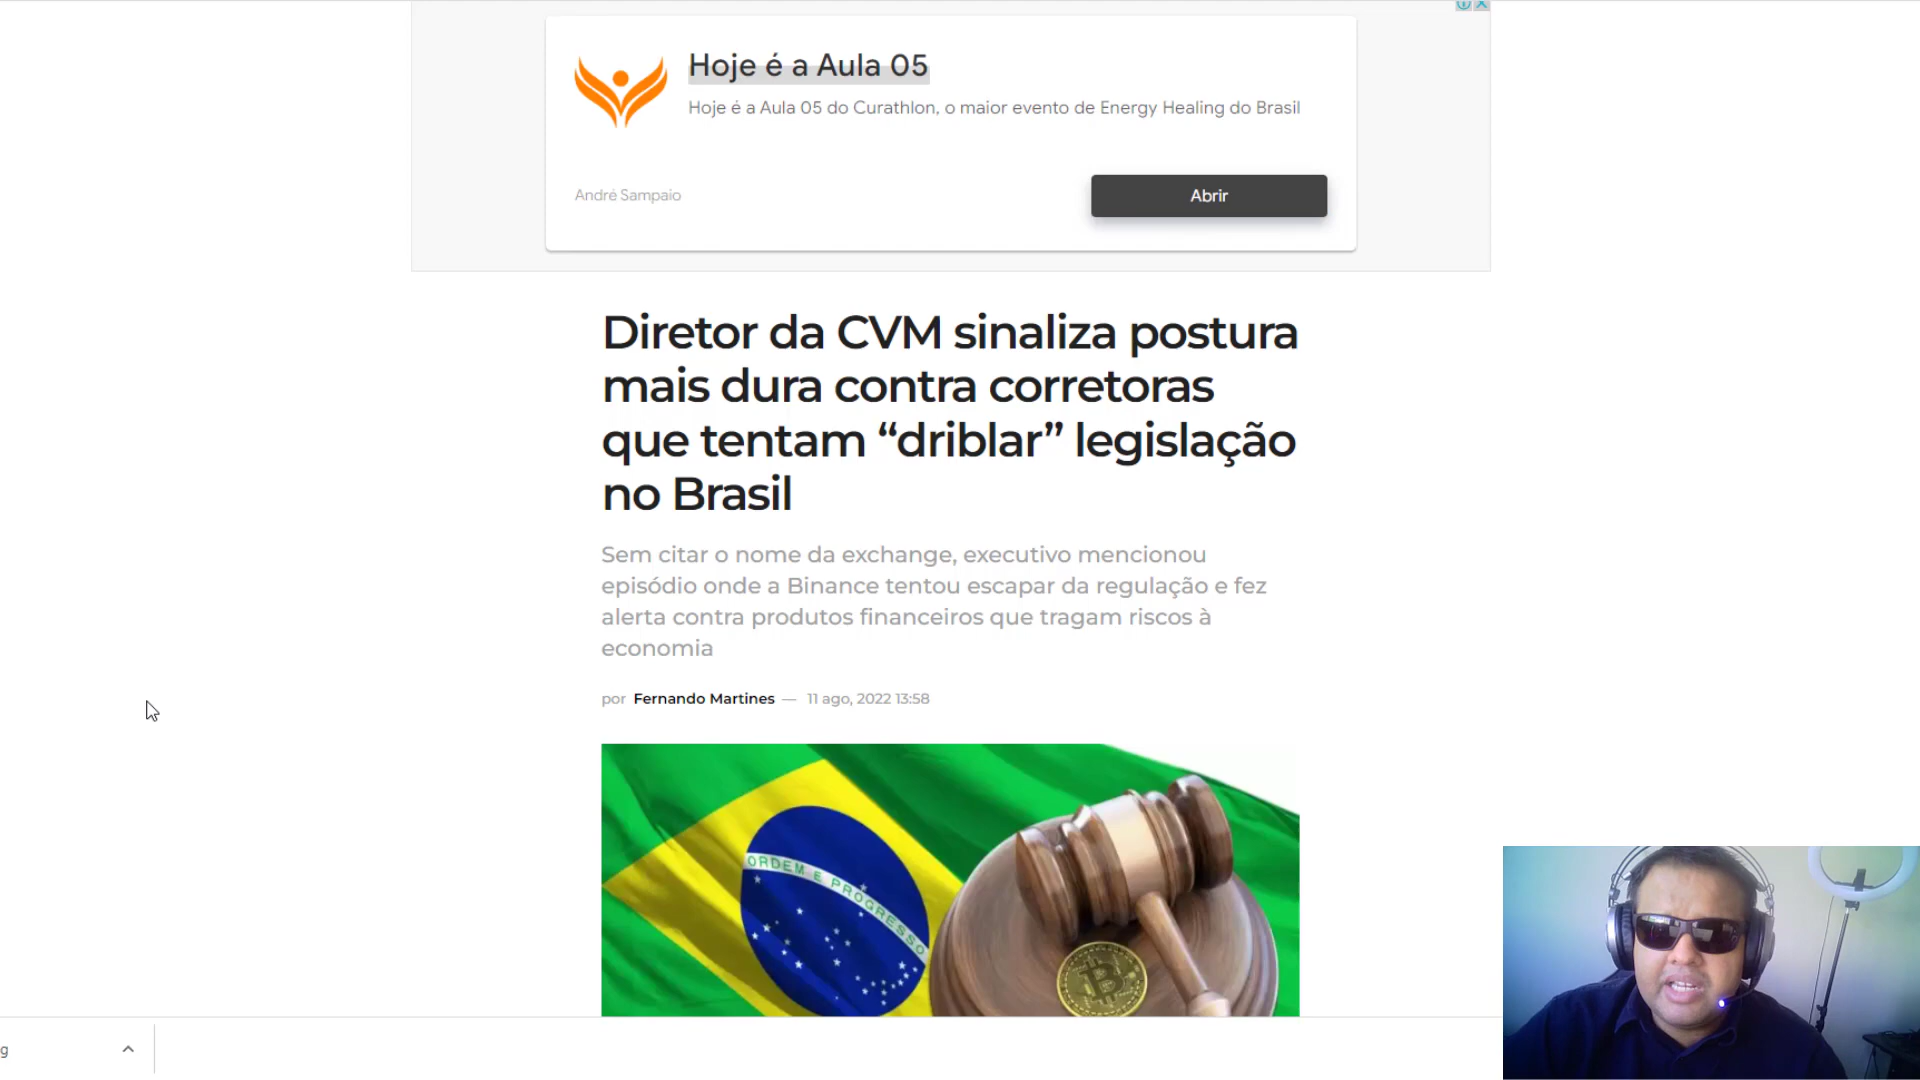 Hoje é a Aula 05
Hoje é a Aula 05 do Curathlon, o maior evento de Energy Healing do Brasil
André Sampaio
Abrir
Diretor da CVM sinaliza postura
mais dura contra corretoras
que tentam “driblar” legislação
no Brasil
Sem citar o nome da exchange, executivo mencionou
episódio onde a Binance tentou escapar da regulação e fez
alerta contra produtos financeiros que tragam riscos à
economia
por Fernando Martines — 11 ago, 2022 13:58
ORDEM E PROGRESSO
g